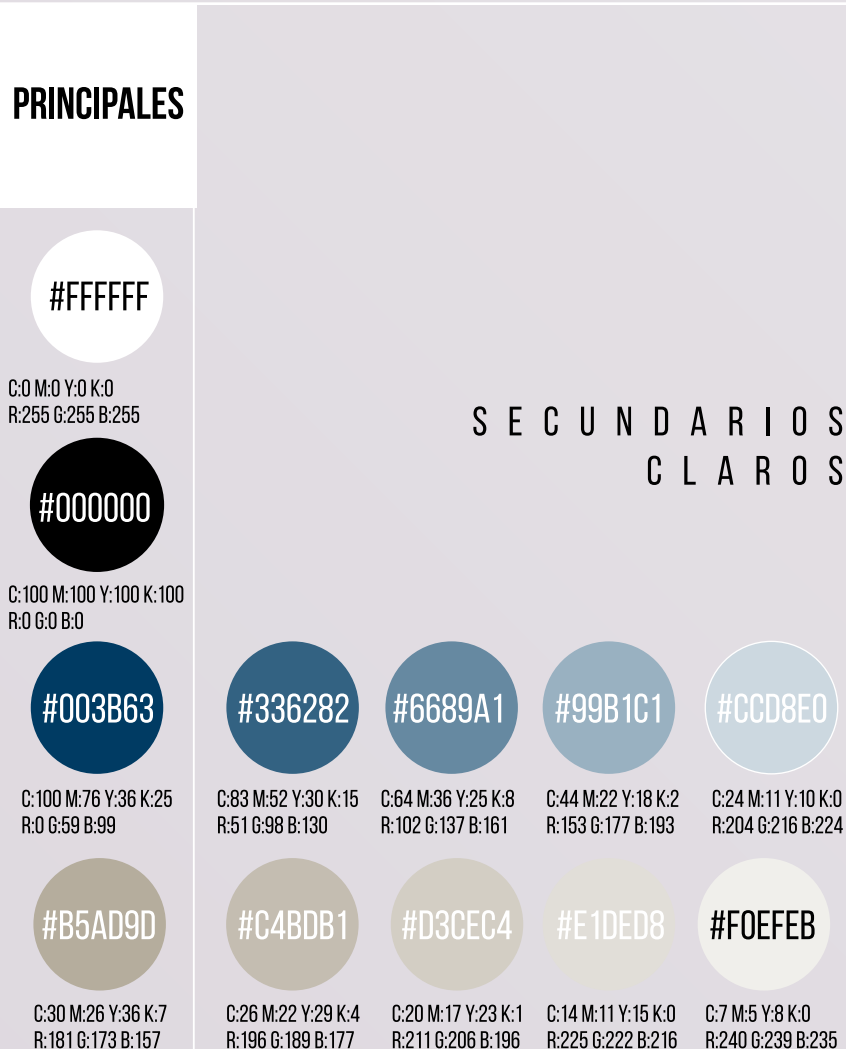 PRINCIPALES
#FFFFFF
C:0 M:0 Y:0 K:0
R:255 G:255 B:255
SECUNDARIOS
CLAROS
#000000
C:100 M:100 Y:100 K:100
R:0 G:0 B:0
#003B63
#336282
#6689A1
#99B1C1
#CCD8E0
C:100 M:76 Y:36 K:25
R:0 G:59 B:99
C:83 M:52 Y:30 K:15
R:51 G:98 B:130
C:64 M:36 Y:25 K:8
R:102 G:137 B:161
C:44 M:22 Y:18 K:2
R:153 G:177 B:193
C:24 M:11 Y:10 K:0
R:204 G:216 B:224
#B5AD9D
#C4BDB1
#D3CEC4
#E1DED8
#F0EFEB
C:30 M:26 Y:36 K:7
R:181 G:173 B:157
C:26 M:22 Y:29 K:4
R:196 G:189 B:177
C:20 M:17 Y:23 K:1
R:211 G:206 B:196
C:14 M:11 Y:15 K:0
R:225 G:222 B:216
C:7 M:5 Y:8 K:0
R:240 G:239 B:235